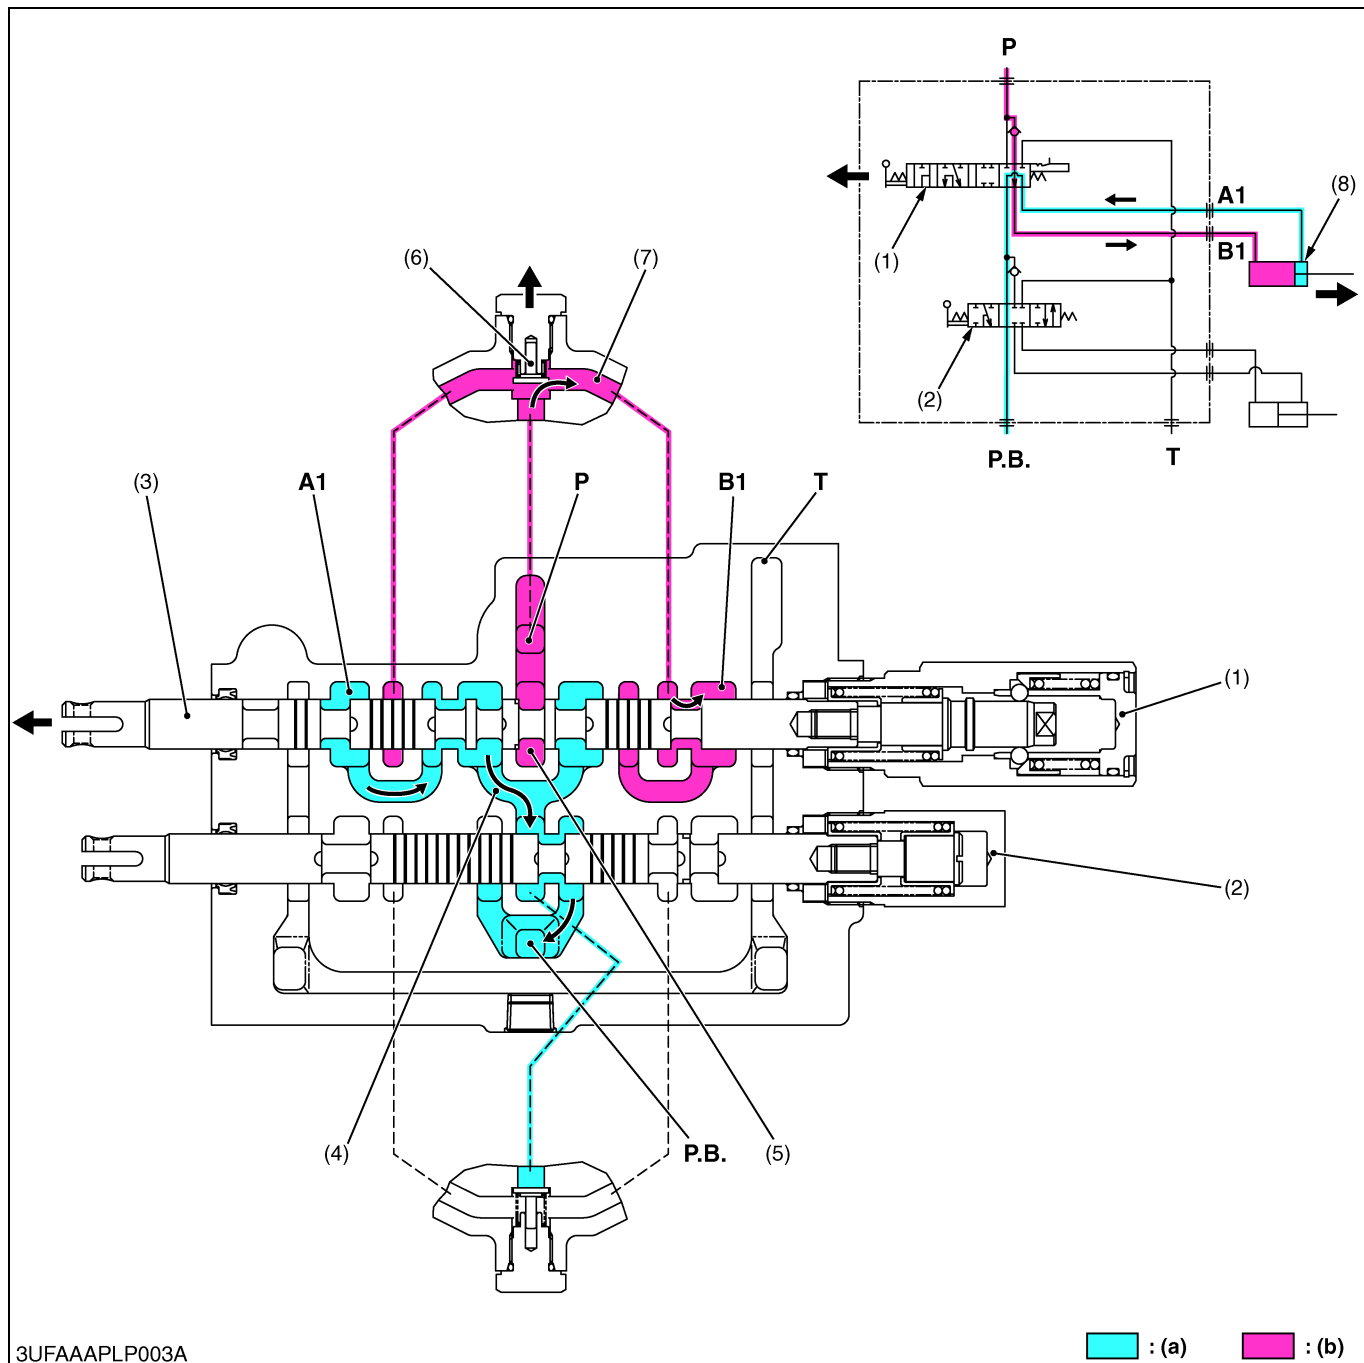 P
(8)
A1
B1
(1)
(2)
P.B.
T
(6)
(7)
(3)
A1
P
B1
T
(1)
(2)
(4)
P.B.
(5)
3UFAAAPLP003A
: (a)
: (b)